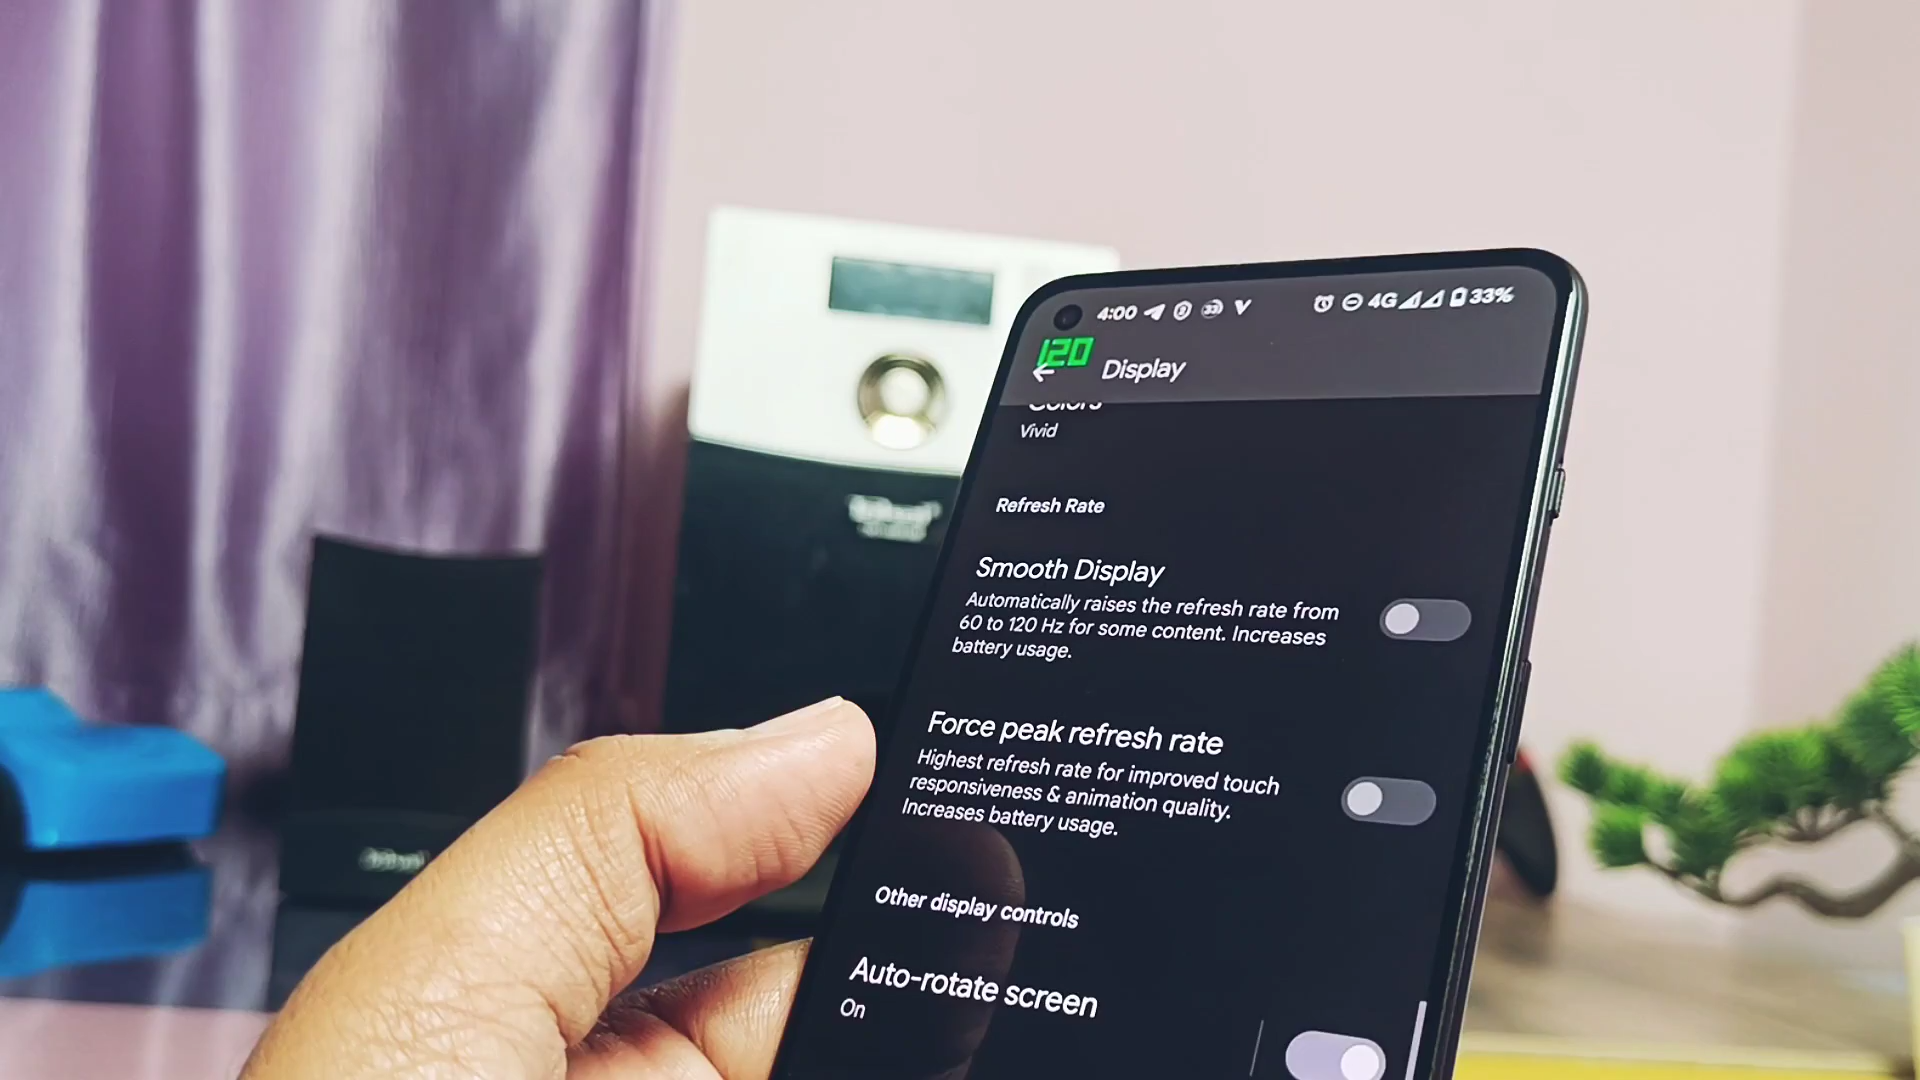 4:00 4G 33%
120
Display
Colors
Vivid
Refresh Rate
Smooth Display
Automatically raises the refresh rate from
60 to 120 Hz for some content. Increases
battery usage.
Force peak refresh rate
Highest refresh rate for improved touch
responsiveness & animation quality.
Increases battery usage.
Other display controls
Auto-rotate screen
On